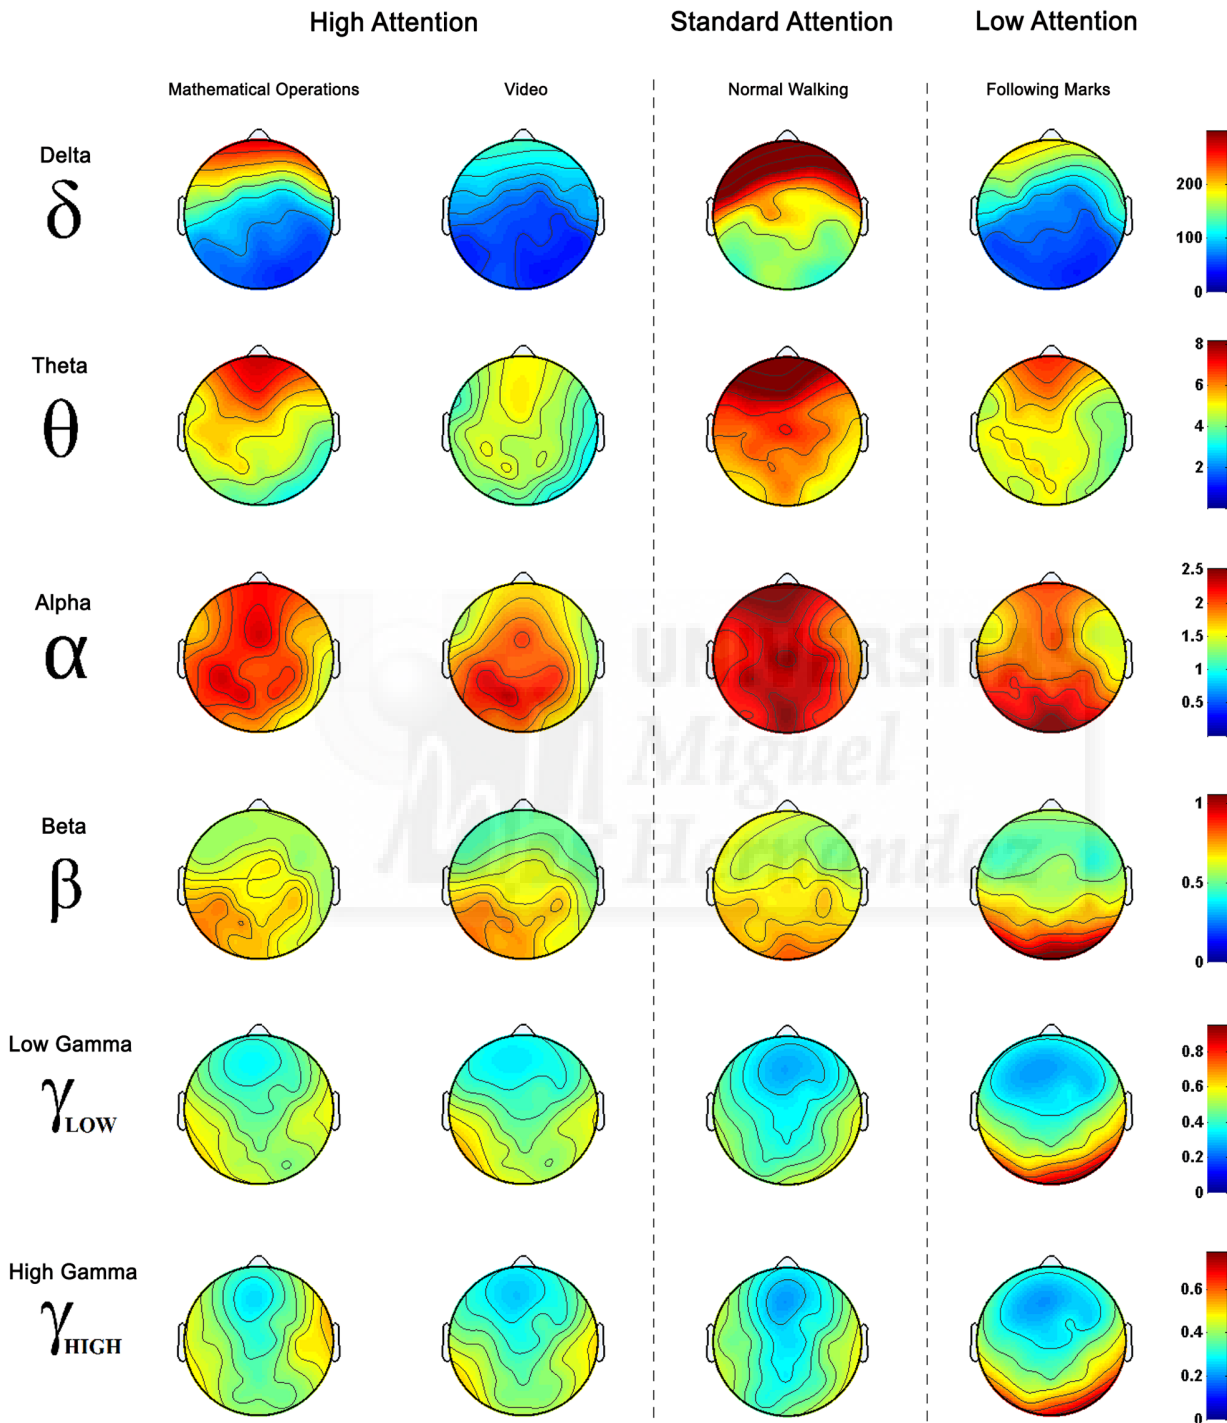 High Attention Standard Attention Low Attention
Mathematical Operations Video Normal Walking Following Marks
Delta
δ
200
100
0
Theta
θ
8
6
4
2
Alpha
α
2.5
2
1.5
1
0.5
UNIVERSITAS
Miguel
Hernández
Beta
β
1
0.5
0
Low Gamma
γLOW
0.8
0.6
0.4
0.2
0
High Gamma
γHIGH
0.6
0.4
0.2
0